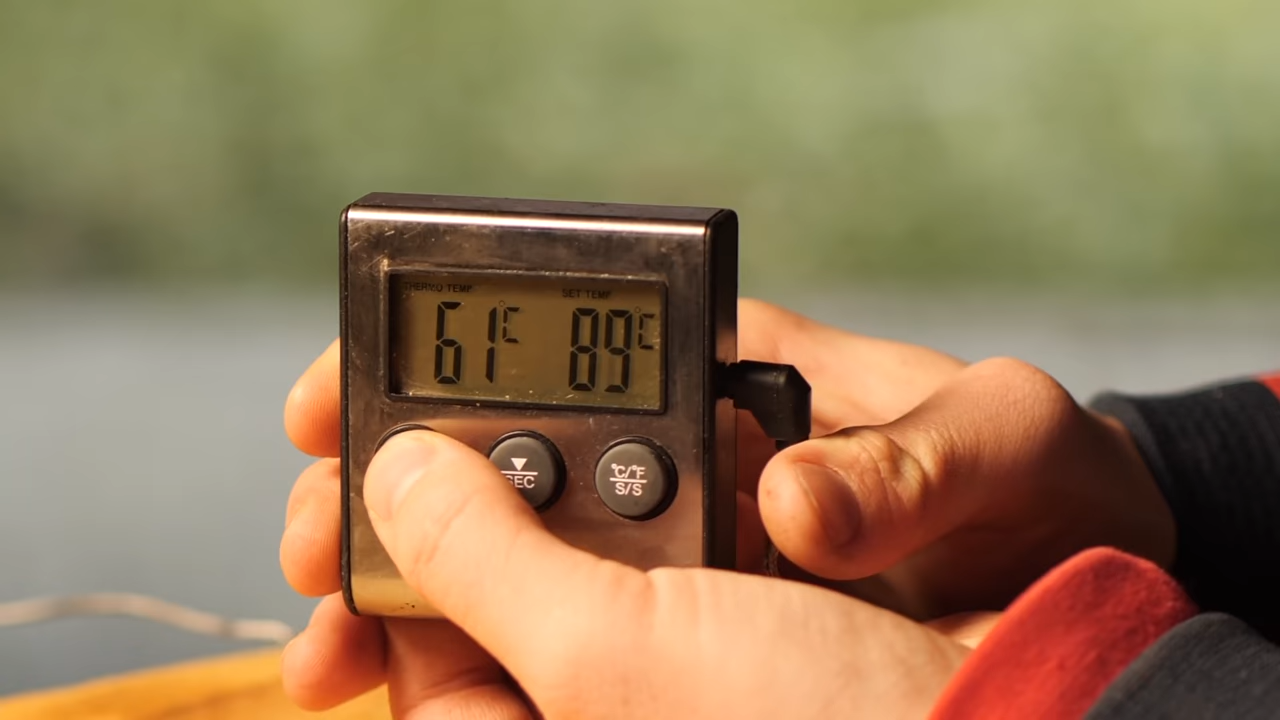 THERMO TEMP SET TEMP
61°C 89°C
▼
SEC
°C/°F
S/S